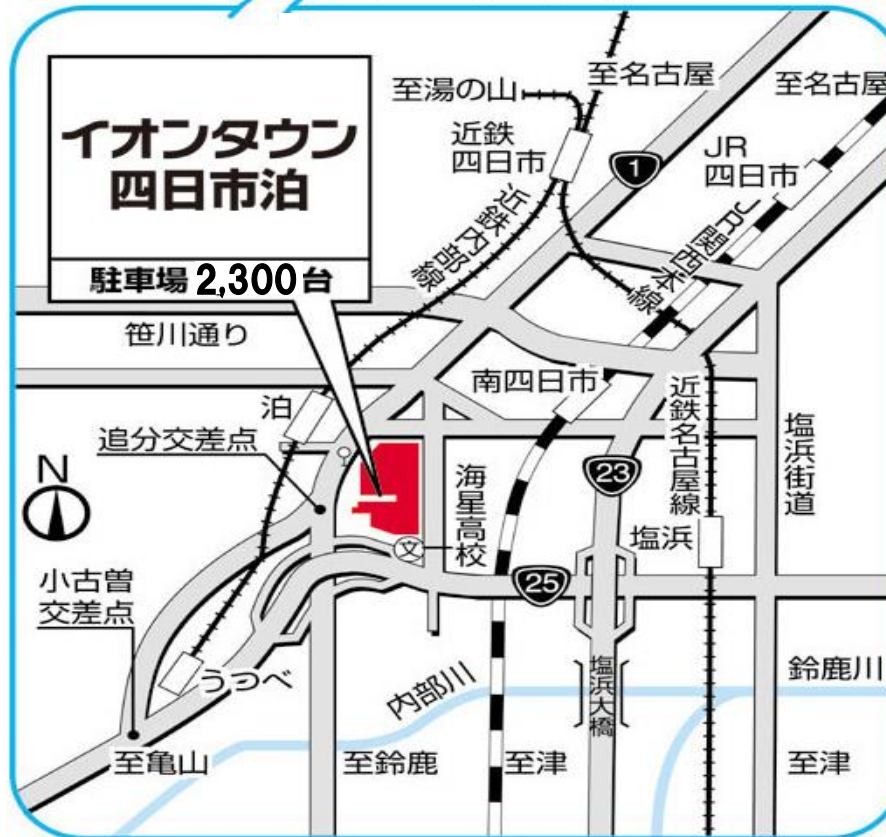 イオンタウン
四日市泊
駐車場 2,300台
至湯の山
至名古屋
至名古屋
近鉄
四日市
1
JR
四日市
近鉄内部線
JR関西本線
笹川通り
南四日市
泊
追分交差点
近鉄名古屋線
塩浜街道
N
海星高校
23
文
塩浜
25
小古曽
交差点
うつべ
内部川
塩浜大橋
鈴鹿川
至亀山
至鈴鹿
至津
至津